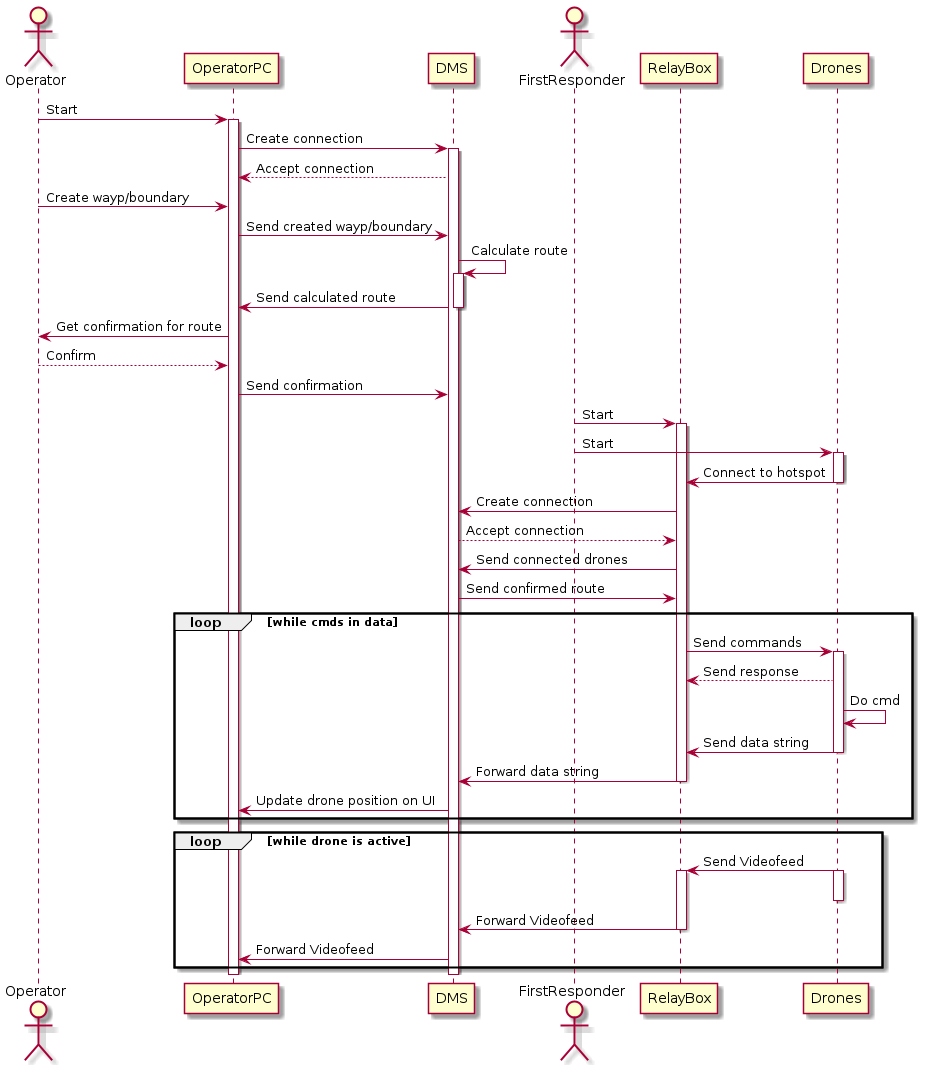 Operator
OperatorPC
DMS
FirstResponder
RelayBox
Drones
Start
Create connection
Accept connection
Create wayp/boundary
Send created wayp/boundary
Calculate route
Send calculated route
Get confirmation for route
Confirm
Send confirmation
Start
Start
Connect to hotspot
Create connection
Accept connection
Send connected drones
Send confirmed route
loop [while cmds in data]
Send commands
Send response
Do cmd
Send data string
Forward data string
Update drone position on UI
loop [while drone is active]
Send Videofeed
Forward Videofeed
Forward Videofeed
Operator
OperatorPC
DMS
FirstResponder
RelayBox
Drones